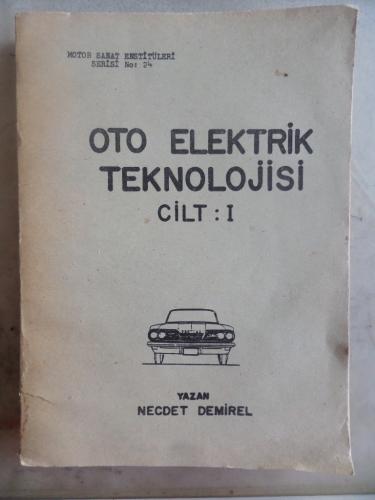 MOTOR SANAT ENSTİTÜLERİ
SERİSİ No: 24
OTO ELEKTRİK
TEKNOLOJİSİ
CİLT : I
YAZAN
NECDET DEMİREL